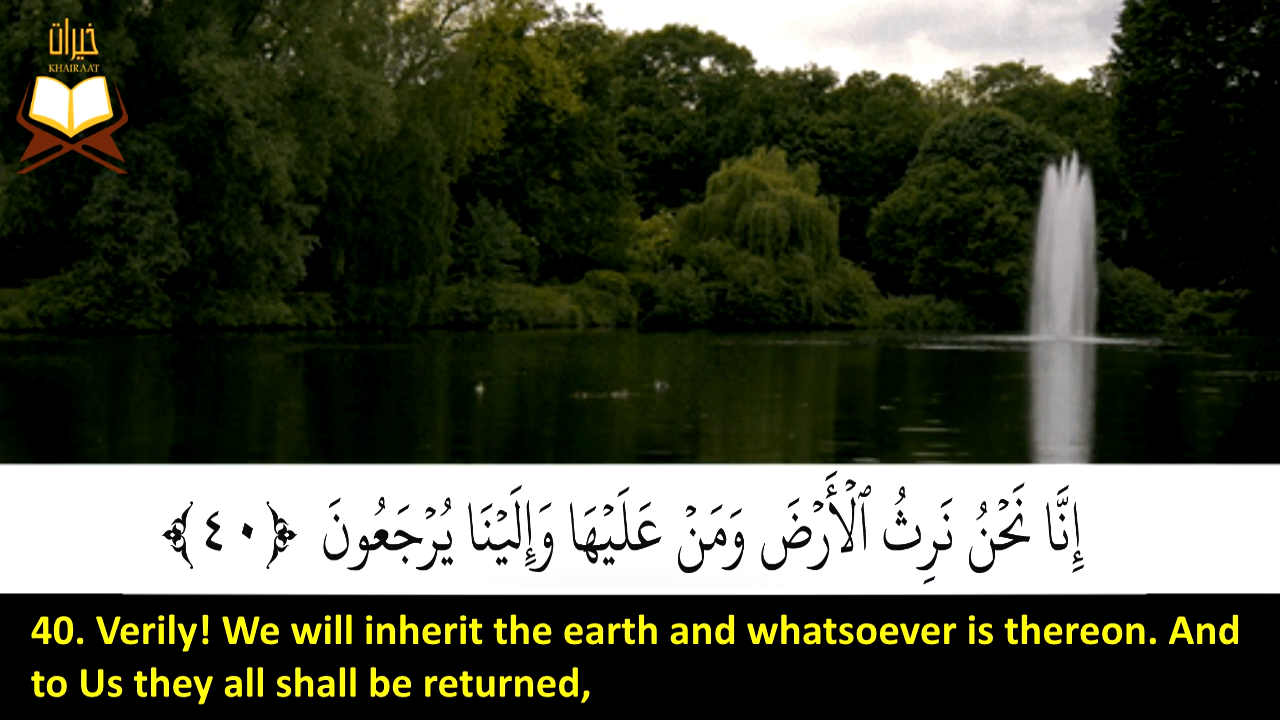 خيرات
KHAIRAAT
إِنَّا نَحْنُ نَرِثُ ٱلْأَرْضَ وَمَنْ عَلَيْهَا وَإِلَيْنَا يُرْجَعُونَ ﴿٤٠﴾
40. Verily! We will inherit the earth and whatsoever is thereon. And
to Us they all shall be returned,